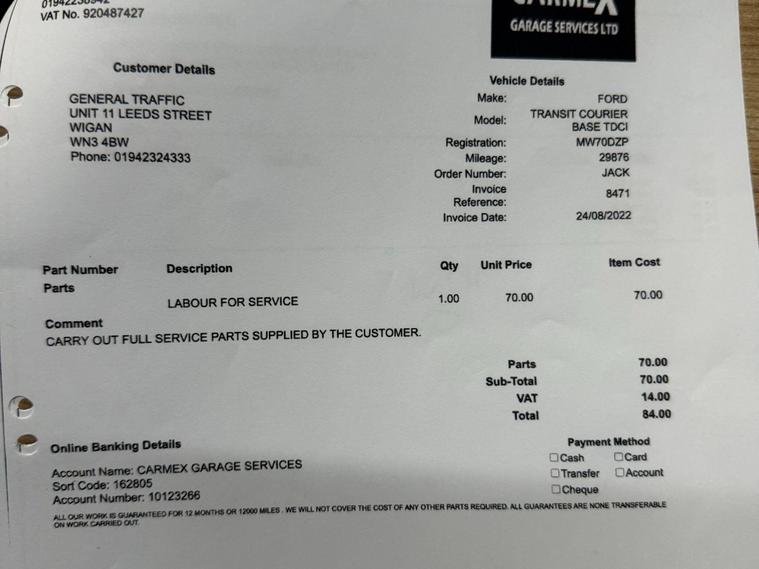 VAT No. 920487427
CARMEX
GARAGE SERVICES LTD
Customer Details
GENERAL TRAFFIC
UNIT 11 LEEDS STREET
WIGAN
WN3 4BW
Phone: 01942324333
Vehicle Details
Make: FORD
Model: TRANSIT COURIER
BASE TDCI
Registration: MW70DZP
Mileage: 29876
Order Number: JACK
Invoice
Reference: 8471
Invoice Date: 24/08/2022
Part Number Description Qty Unit Price Item Cost
Parts
LABOUR FOR SERVICE 1.00 70.00 70.00
Comment
CARRY OUT FULL SERVICE PARTS SUPPLIED BY THE CUSTOMER.
Parts 70.00
Sub-Total 70.00
VAT 14.00
Total 84.00
Online Banking Details
Account Name: CARMEX GARAGE SERVICES
Sort Code: 162805
Account Number: 10123266
Payment Method
Cash Card
Transfer Account
Cheque
ALL OUR WORK IS GUARANTEED FOR 12 MONTHS OR 12000 MILES . WE WILL NOT COVER THE COST OF ANY OTHER PARTS REQUIRED. ALL GUARANTEES ARE NONE TRANSFERABLE
ON WORK CARRIED OUT.